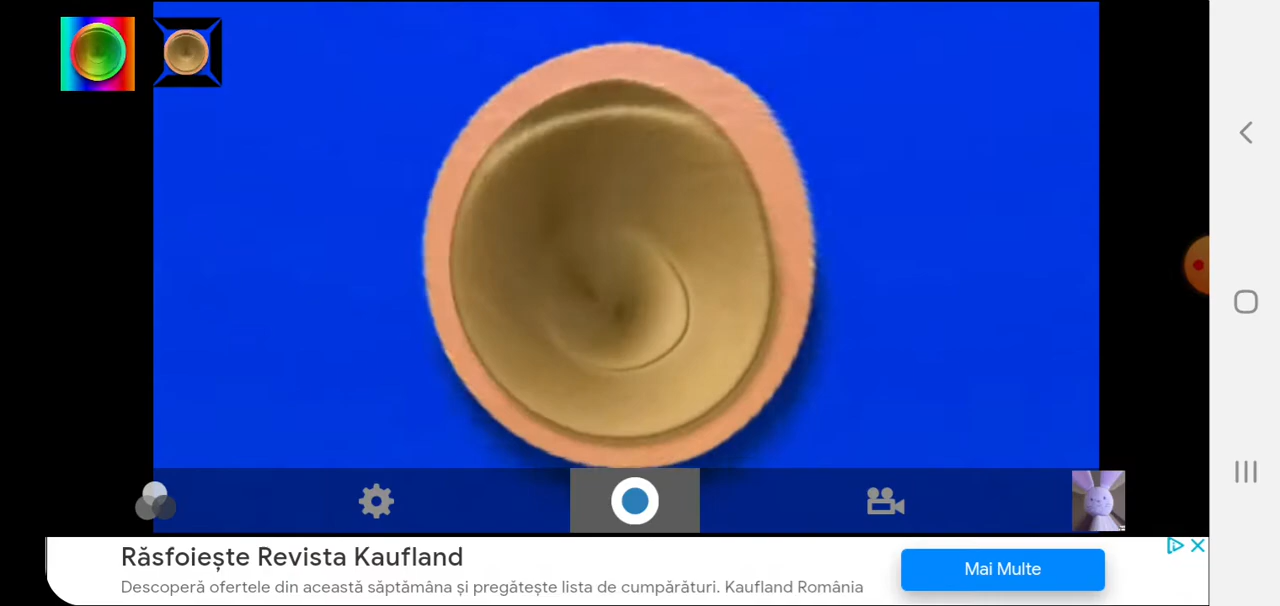 Răsfoiește Revista Kaufland
Descoperă ofertele din această săptămâna și pregătește lista de cumpărături. Kaufland România
Mai Multe